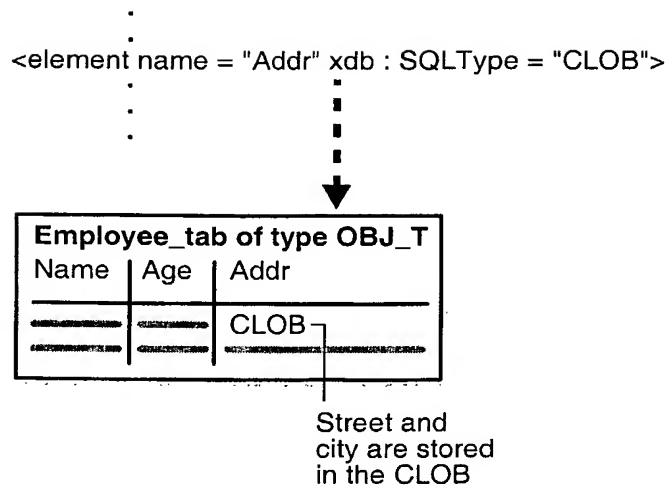 <element name = "Addr" xdb : SQLType = "CLOB">
Employee_tab of type OBJ_T
Name Age Addr
CLOB
Street and
city are stored
in the CLOB